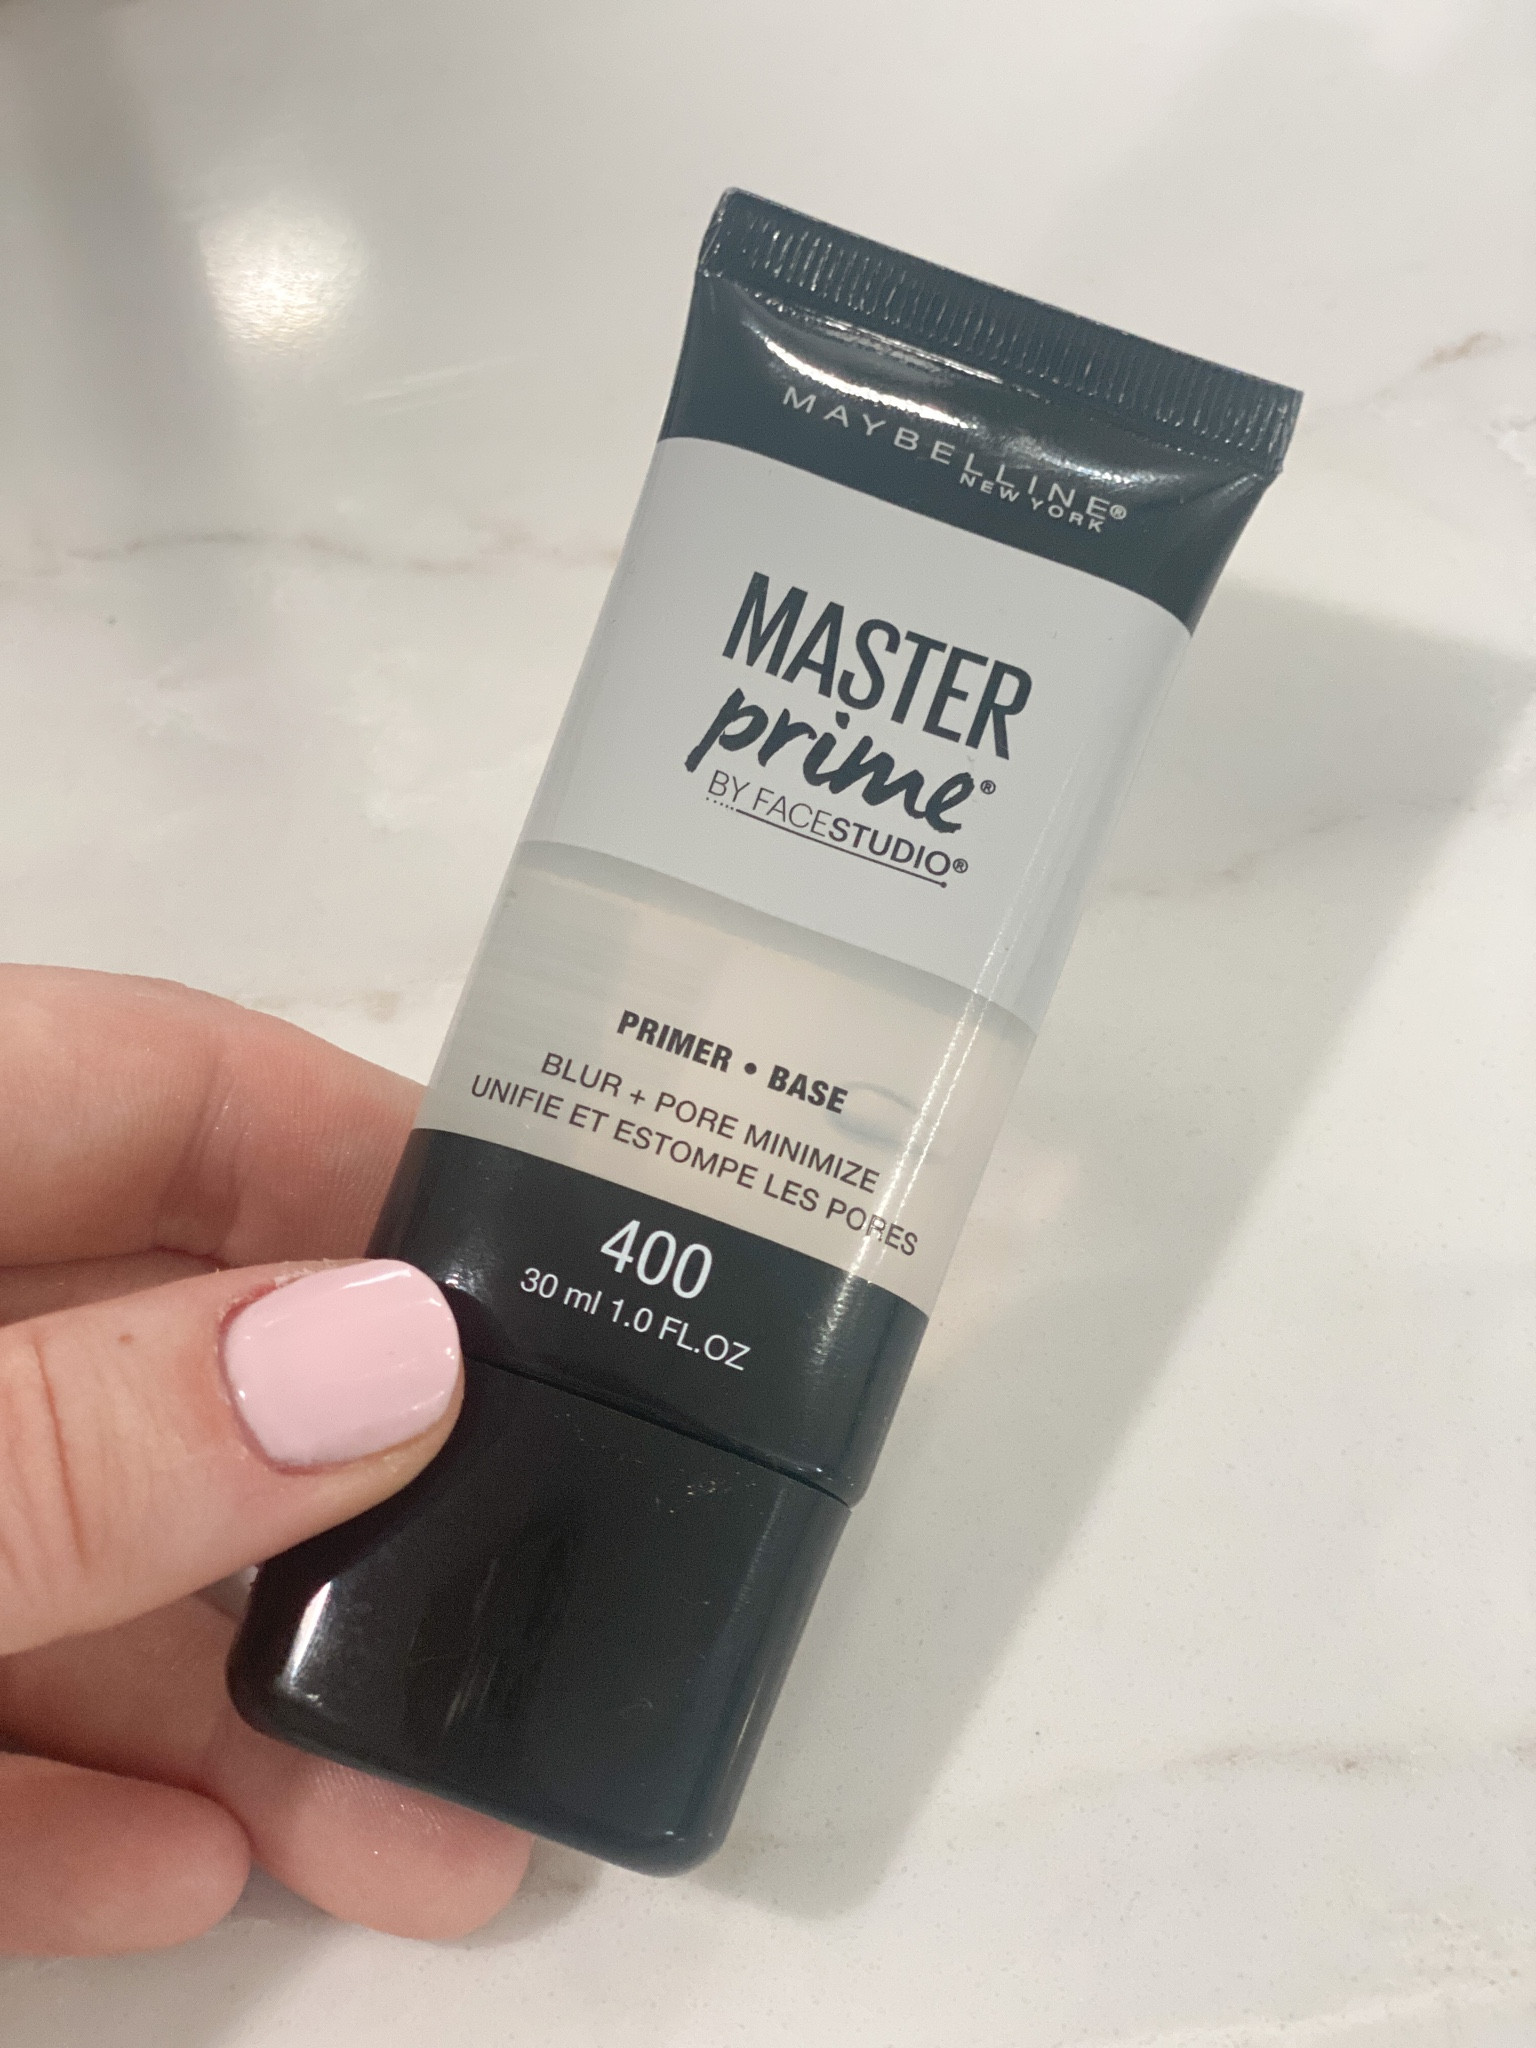 MAYBELLINE®
NEW YORK
MASTER
prime®
BY FACESTUDIO®
PRIMER • BASE
BLUR + PORE MINIMIZE
UNIFIE ET ESTOMPE LES PORES
400
30 ml 1.0 FL.OZ